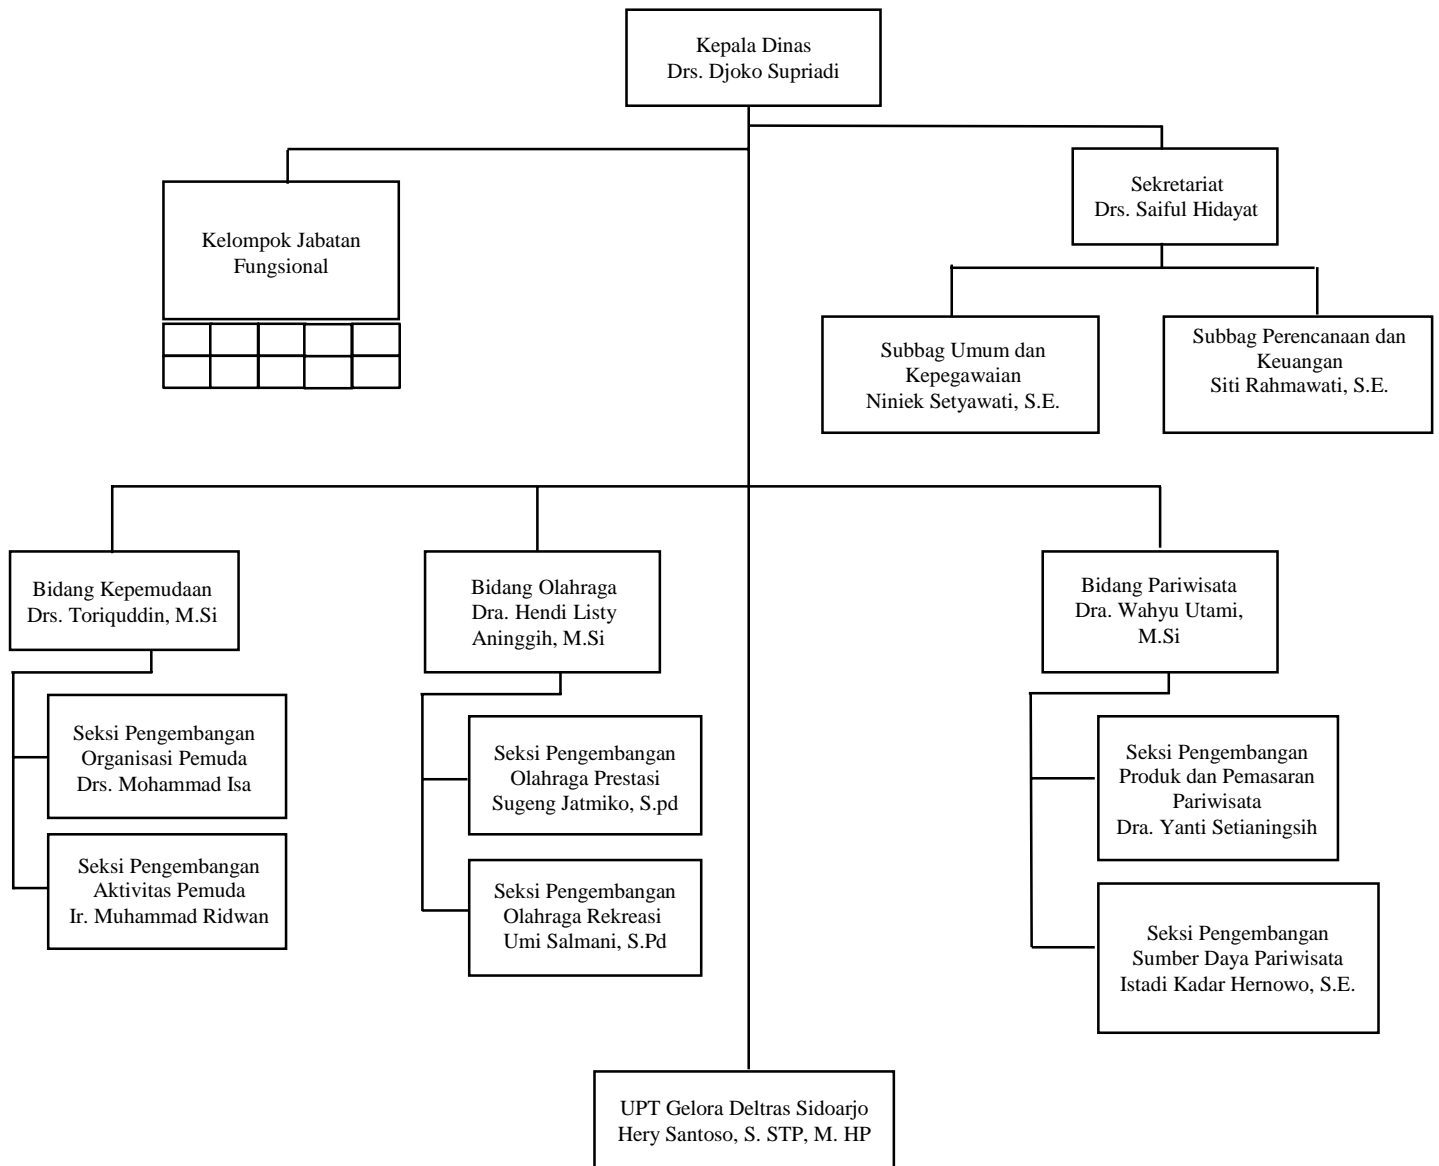 Kepala Dinas
Drs. Djoko Supriadi
Sekretariat
Drs. Saiful Hidayat
Kelompok Jabatan
Fungsional
Subbag Umum dan
Kepegawaian
Niniek Setyawati, S.E.
Subbag Perencanaan dan
Keuangan
Siti Rahmawati, S.E.
Bidang Kepemudaan
Drs. Toriquddin, M.Si
Bidang Olahraga
Dra. Hendi Listy
Aninggih, M.Si
Bidang Pariwisata
Dra. Wahyu Utami,
M.Si
Seksi Pengembangan
Organisasi Pemuda
Drs. Mohammad Isa
Seksi Pengembangan
Aktivitas Pemuda
Ir. Muhammad Ridwan
Seksi Pengembangan
Olahraga Prestasi
Sugeng Jatmiko, S.pd
Seksi Pengembangan
Olahraga Rekreasi
Umi Salmani, S.Pd
Seksi Pengembangan
Produk dan Pemasaran
Pariwisata
Dra. Yanti Setianingsih
Seksi Pengembangan
Sumber Daya Pariwisata
Istadi Kadar Hernowo, S.E.
UPT Gelora Deltras Sidoarjo
Hery Santoso, S. STP, M. HP